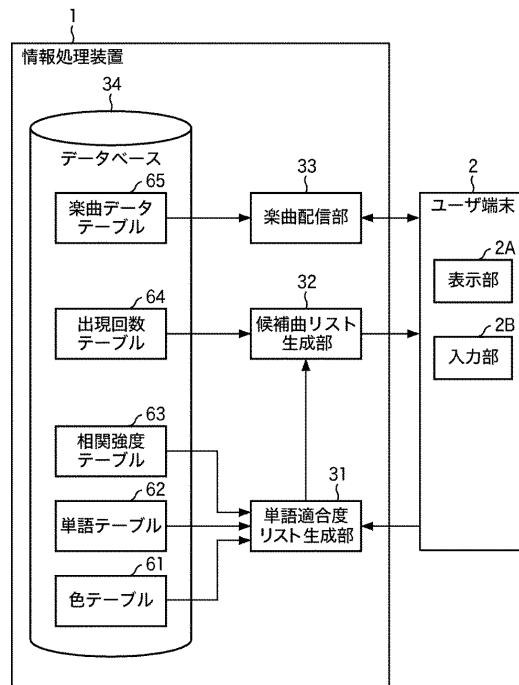 1
情報処理装置
34
データベース
65
楽曲データ
テーブル
33
楽曲配信部
2
ユーザ端末
2A
表示部
64
出現回数
テーブル
32
候補曲リスト
生成部
2B
入力部
63
相関強度
テーブル
62
単語テーブル
31
単語適合度
リスト生成部
61
色テーブル